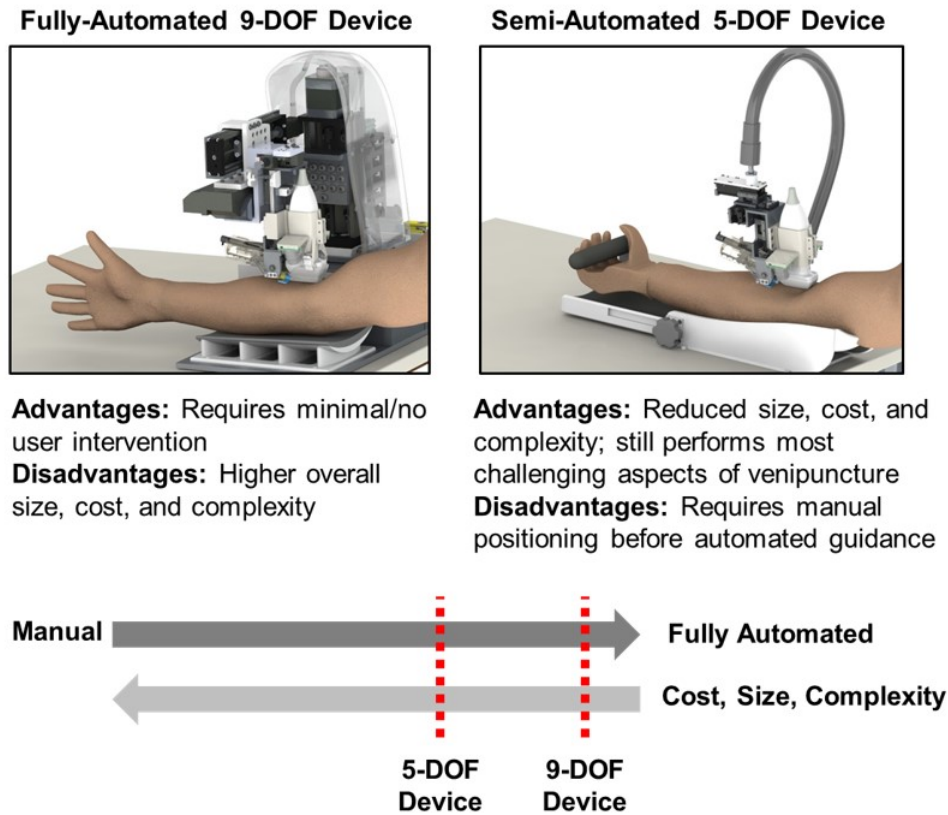 Fully-Automated 9-DOF Device
Semi-Automated 5-DOF Device
Advantages: Requires minimal/no
user intervention
Disadvantages: Higher overall
size, cost, and complexity
Advantages: Reduced size, cost, and
complexity; still performs most
challenging aspects of venipuncture
Disadvantages: Requires manual
positioning before automated guidance
Manual
Fully Automated
Cost, Size, Complexity
5-DOF
Device
9-DOF
Device